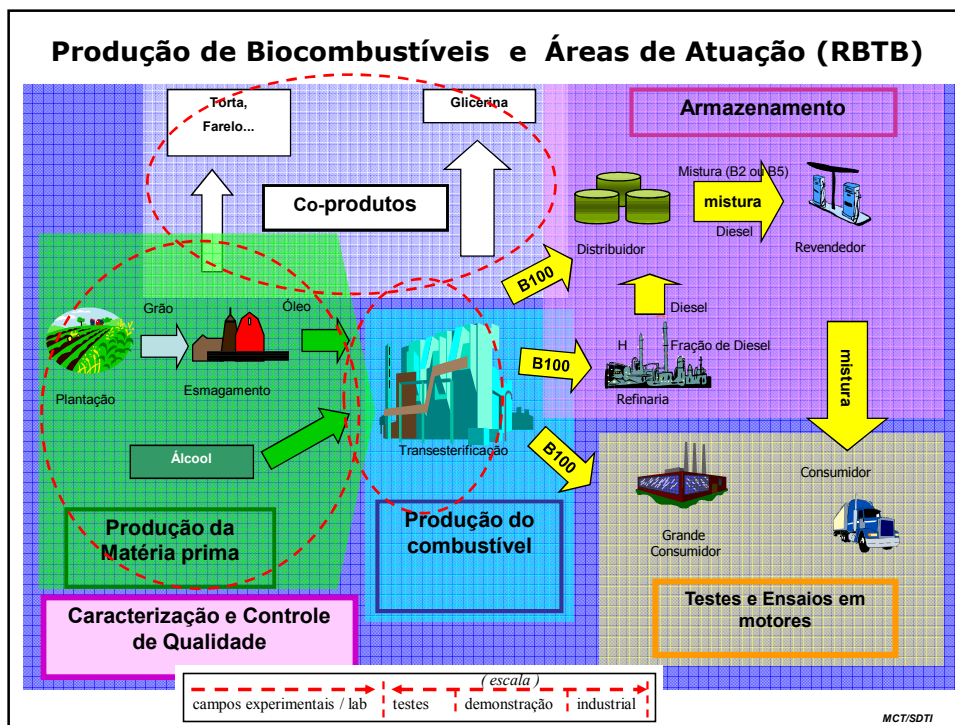 Produção de Biocombustíveis e Áreas de Atuação (RBTB)
Torta,
Farelo...
Glicerina
Armazenamento
Co-produtos
Mistura (B2 ou B5)
mistura
Diesel
Distribuidor
Revendedor
B100
Diesel
Grão
Óleo
H
Fração de Diesel
B100
Refinaria
mistura
Plantação
Esmagamento
Transesterificação
Álcool
B100
Consumidor
Grande
Consumidor
Produção da
Matéria prima
Produção do
combustível
Caracterização e Controle
de Qualidade
Testes e Ensaios em
motores
( escala )
campos experimentais / lab
testes
demonstração
industrial
MCT/SDTI